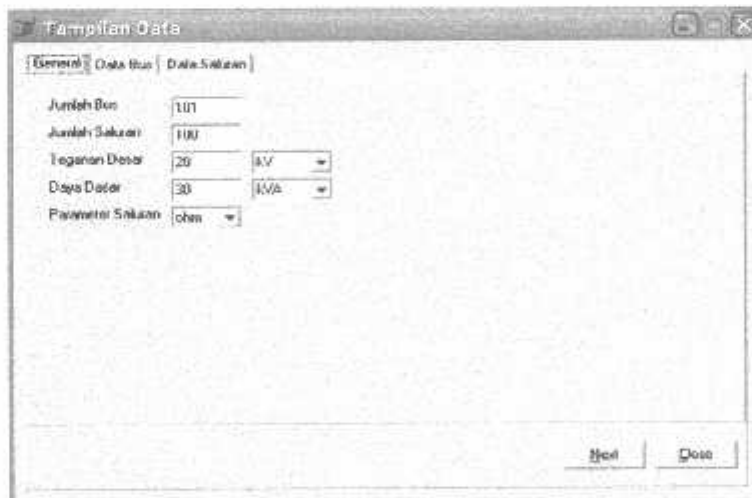 Tampilan Data
General Data Bus Data Saluran
Jumlah Bus 101
Jumlah Saluran 100
Tegangan Dasar 20 kV
Daya Dasar 30 kVA
Parameter Saluran ohm
Next Close